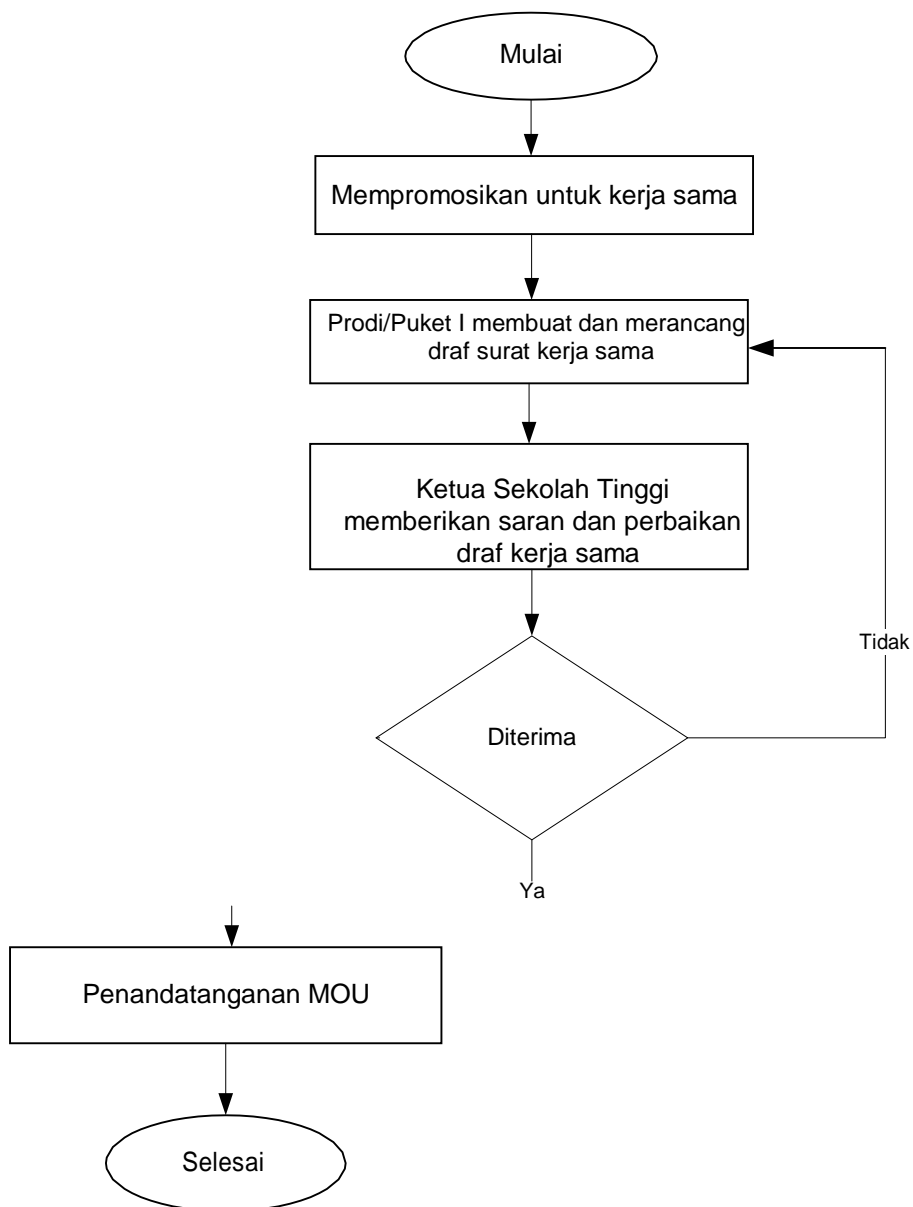 Mulai
Mempromosikan untuk kerja sama
Prodi/Puket I membuat dan merancang
draf surat kerja sama
Ketua Sekolah Tinggi
memberikan saran dan perbaikan
draf kerja sama
Tidak
Diterima
Ya
Penandatanganan MOU
Selesai